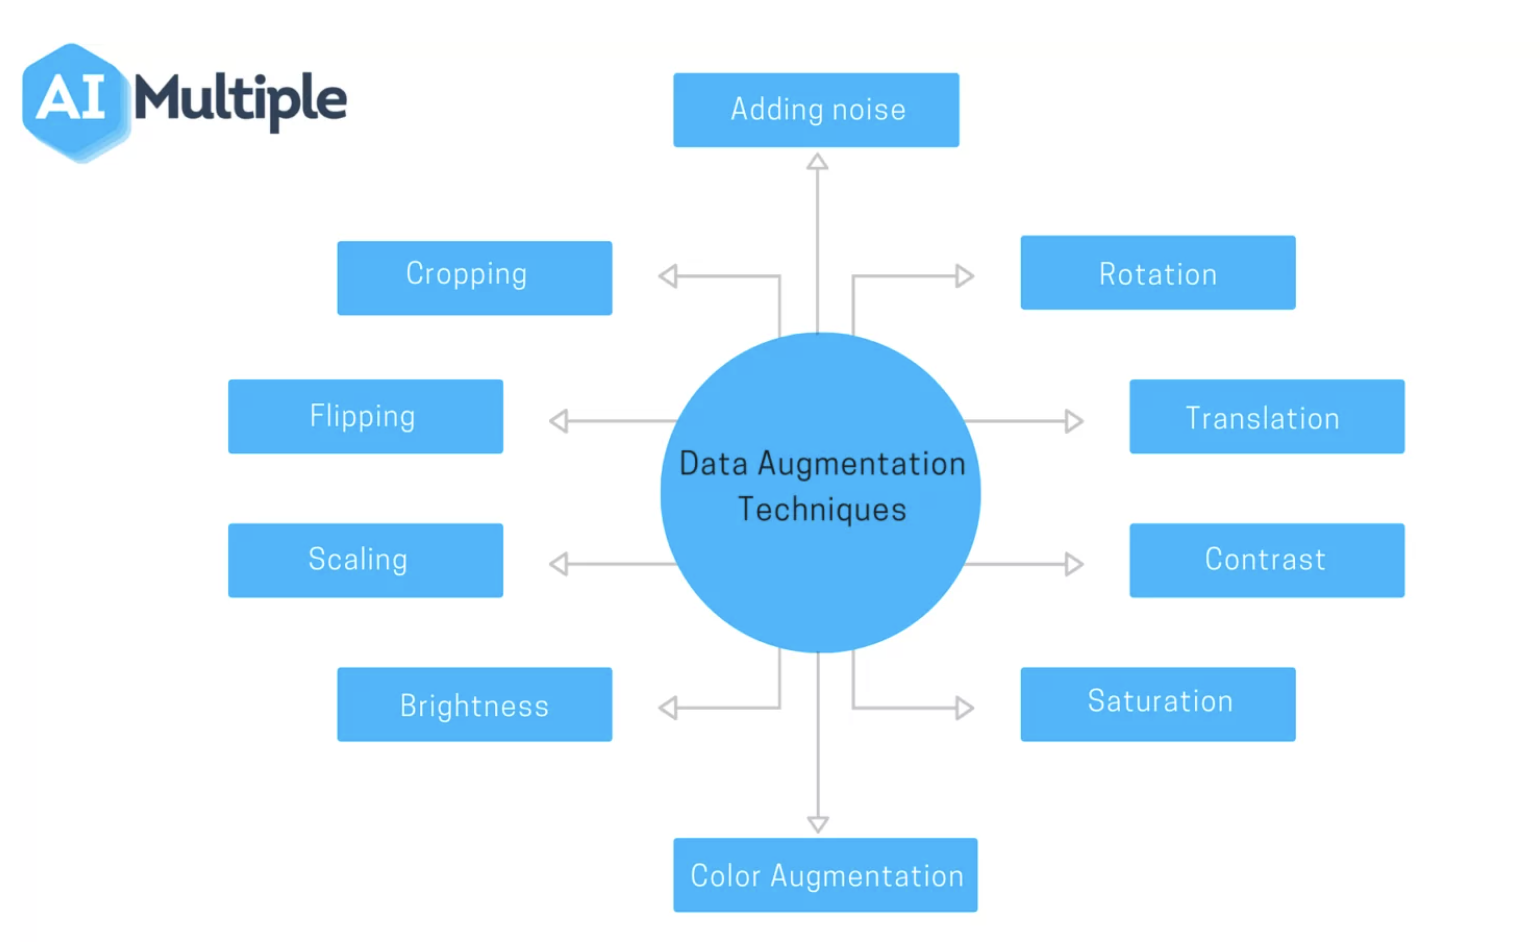 AI Multiple
Adding noise
Cropping
Rotation
Flipping
Translation
Data Augmentation
Techniques
Scaling
Contrast
Brightness
Saturation
Color Augmentation